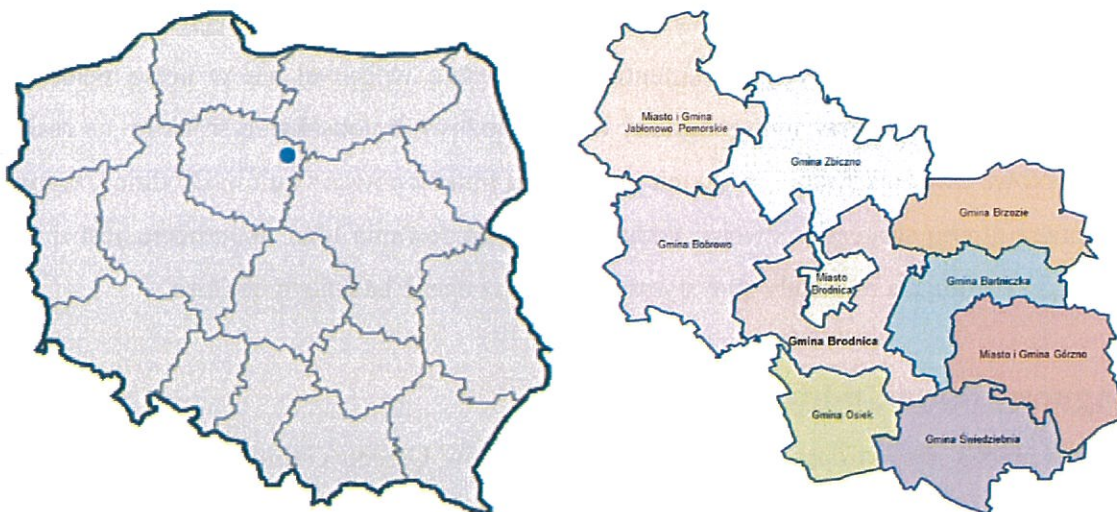 Miasto i Gmina
Jabłonowo Pomorskie
Gmina Zbiczno
Gmina Brzozie
Gmina Bobrowo
Miasto
Brodnica
Gmina Bartniczka
Gmina Brodnica
Miasto i Gmina Górzno
Gmina Osiek
Gmina Świedziebnia